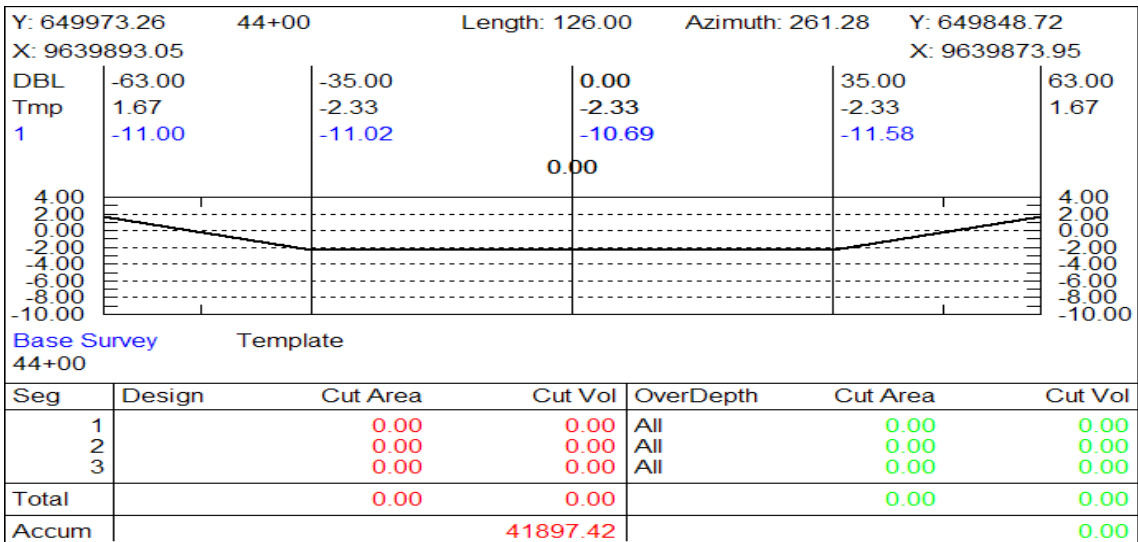 Y: 649973.26 44+00 Length: 126.00 Azimuth: 261.28 Y: 649848.72
X: 9639893.05 X: 9639873.95
DBL -63.00 -35.00 0.00 35.00 63.00
Tmp 1.67 -2.33 -2.33 -2.33 1.67
1 -11.00 -11.02 -10.69 -11.58
0.00
4.00 4.00
2.00 2.00
0.00 0.00
-2.00 -2.00
-4.00 -4.00
-6.00 -6.00
-8.00 -8.00
-10.00 -10.00
Base Survey Template
44+00
Seg Design Cut Area Cut Vol OverDepth Cut Area Cut Vol
1 0.00 0.00 All 0.00 0.00
2 0.00 0.00 All 0.00 0.00
3 0.00 0.00 All 0.00 0.00
Total 0.00 0.00 0.00 0.00
Accum 41897.42 0.00